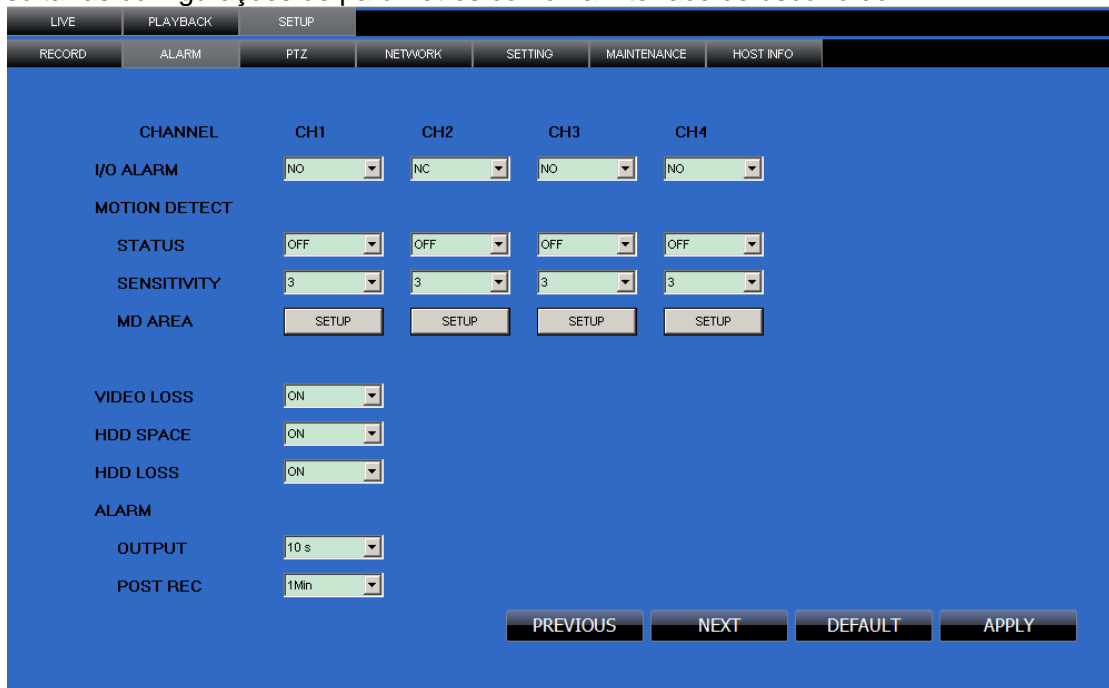 LIVE PLAYBACK SETUP
RECORD ALARM PTZ NETWORK SETTING MAINTENANCE HOST INFO
CHANNEL CH1 CH2 CH3 CH4
I/O ALARM NO NC NO NO
MOTION DETECT
STATUS OFF OFF OFF OFF
SENSITIVITY 3 3 3 3
MD AREA SETUP SETUP SETUP SETUP
VIDEO LOSS ON
HDD SPACE ON
HDD LOSS ON
ALARM
OUTPUT 10 s
POST REC 1Min
PREVIOUS NEXT DEFAULT APPLY